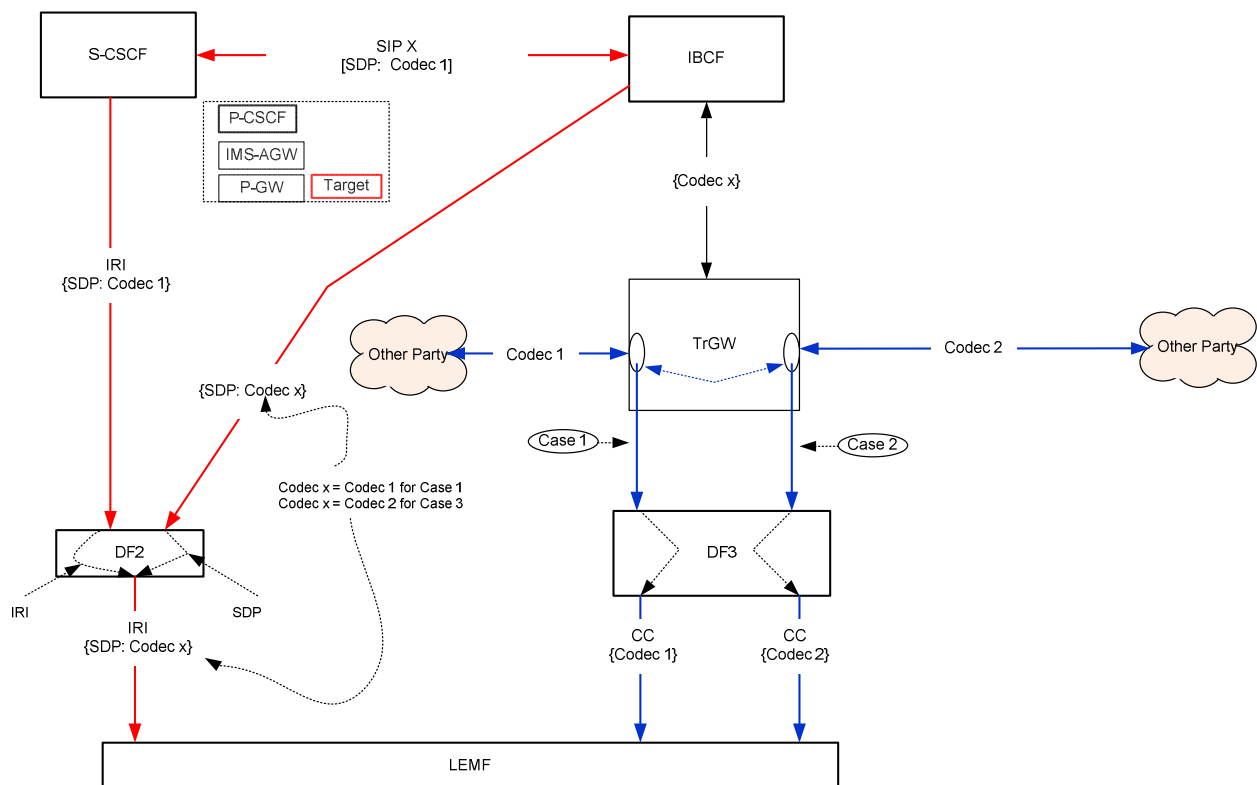 S-CSCF
SIP X
[SDP: Codec 1]
IBCF
P-CSCF
IMS-AGW
P-GW
Target
{Codec x}
IRI
{SDP: Codec 1}
Other Party
Codec 1
TrGW
Codec 2
Other Party
{SDP: Codec x}
Case 1
Case 2
Codec x = Codec 1 for Case 1
Codec x = Codec 2 for Case 3
DF2
DF3
IRI
SDP
IRI
{SDP: Codec x}
CC
{Codec 1}
CC
{Codec 2}
LEMF